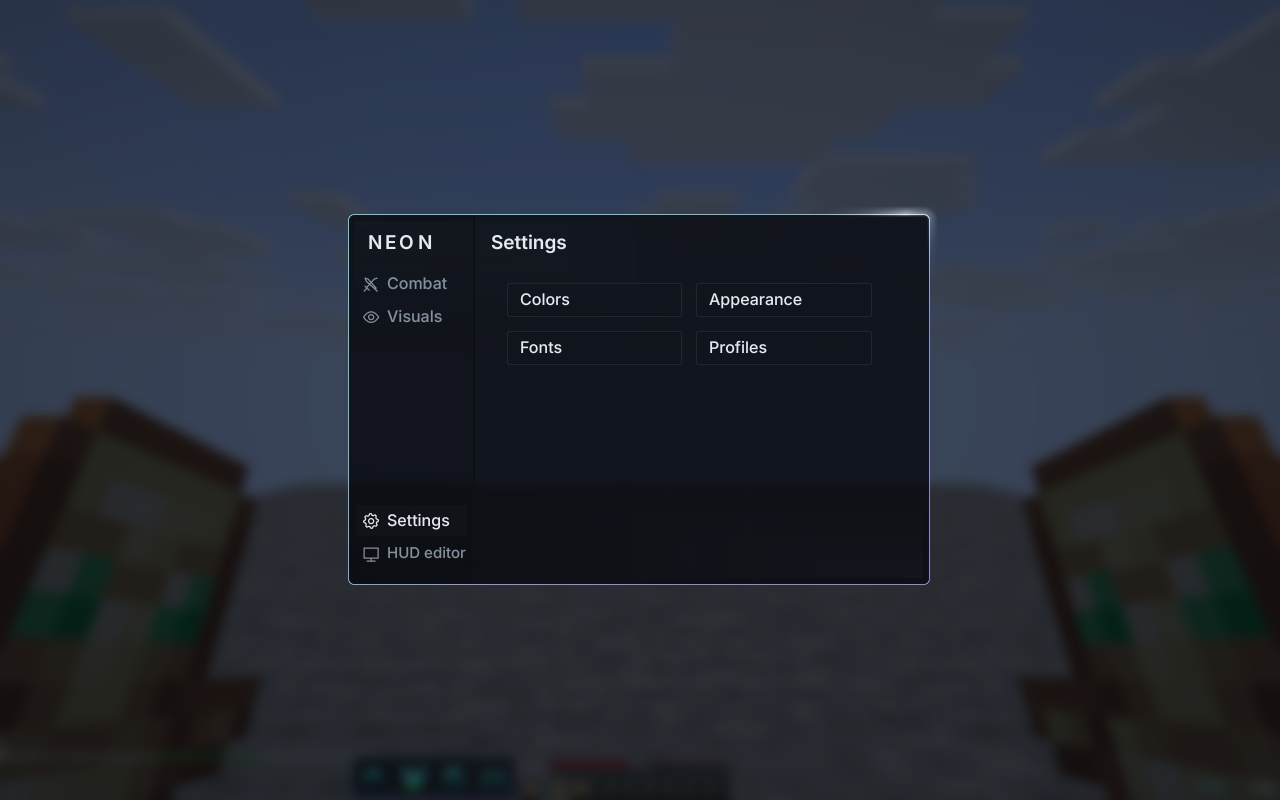 NEON
Combat
Visuals
Settings
HUD editor
Settings
Colors
Appearance
Fonts
Profiles